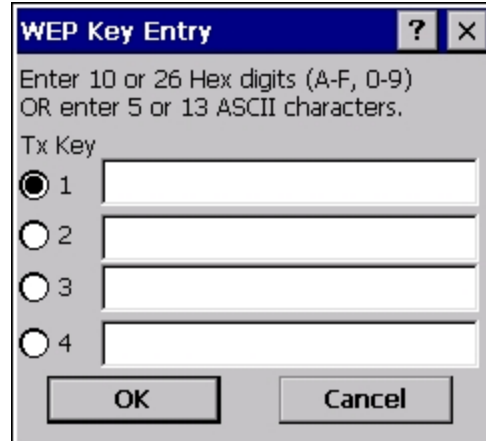 WEP Key Entry ? ×
Enter 10 or 26 Hex digits (A-F, 0-9)
OR enter 5 or 13 ASCII characters.
Tx Key
1
2
3
4
OK Cancel